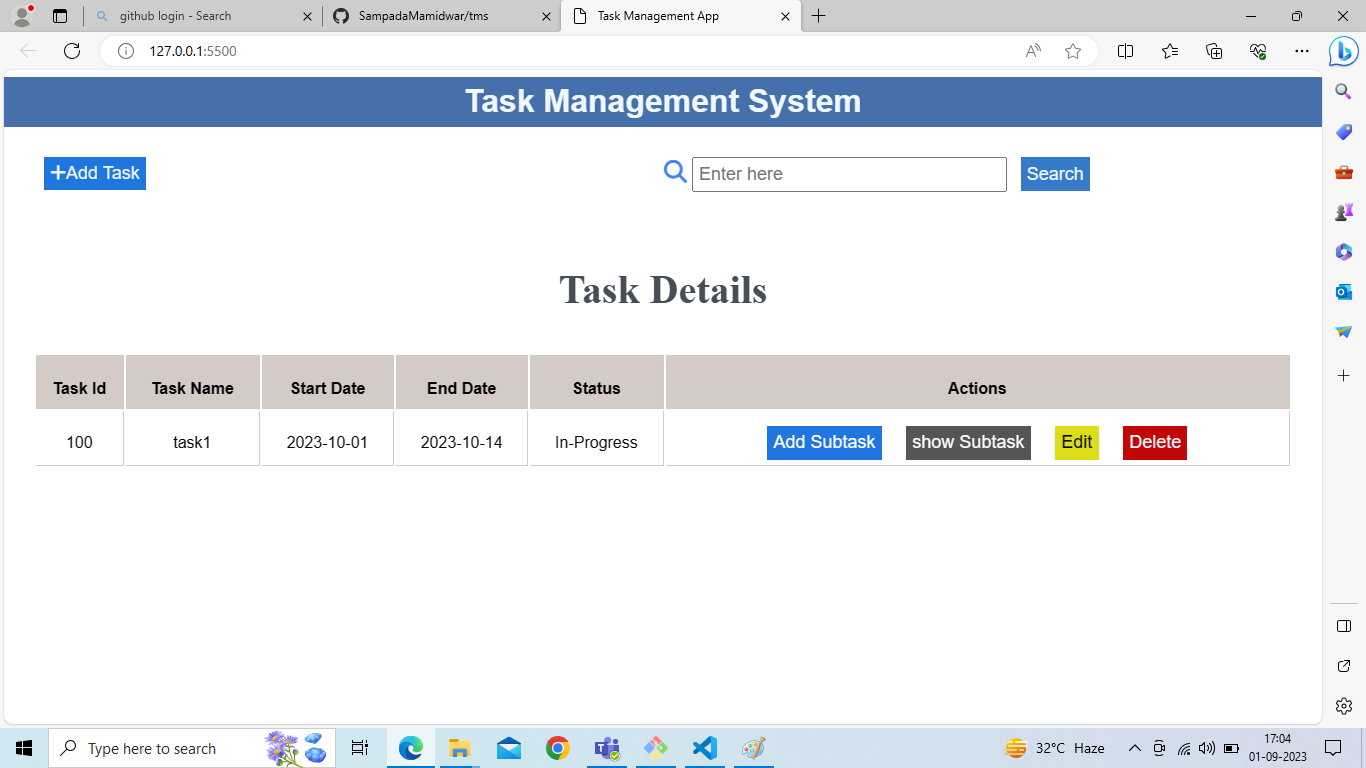 github login - Search
SampadaMamidwar/tms
Task Management App
127.0.0.1:5500
Task Management System
Add Task
Enter here
Search
Task Details
Task Id Task Name Start Date End Date Status Actions
100 task1 2023-10-01 2023-10-14 In-Progress Add Subtask show Subtask Edit Delete
Type here to search
32°C Haze
17:04
01-09-2023